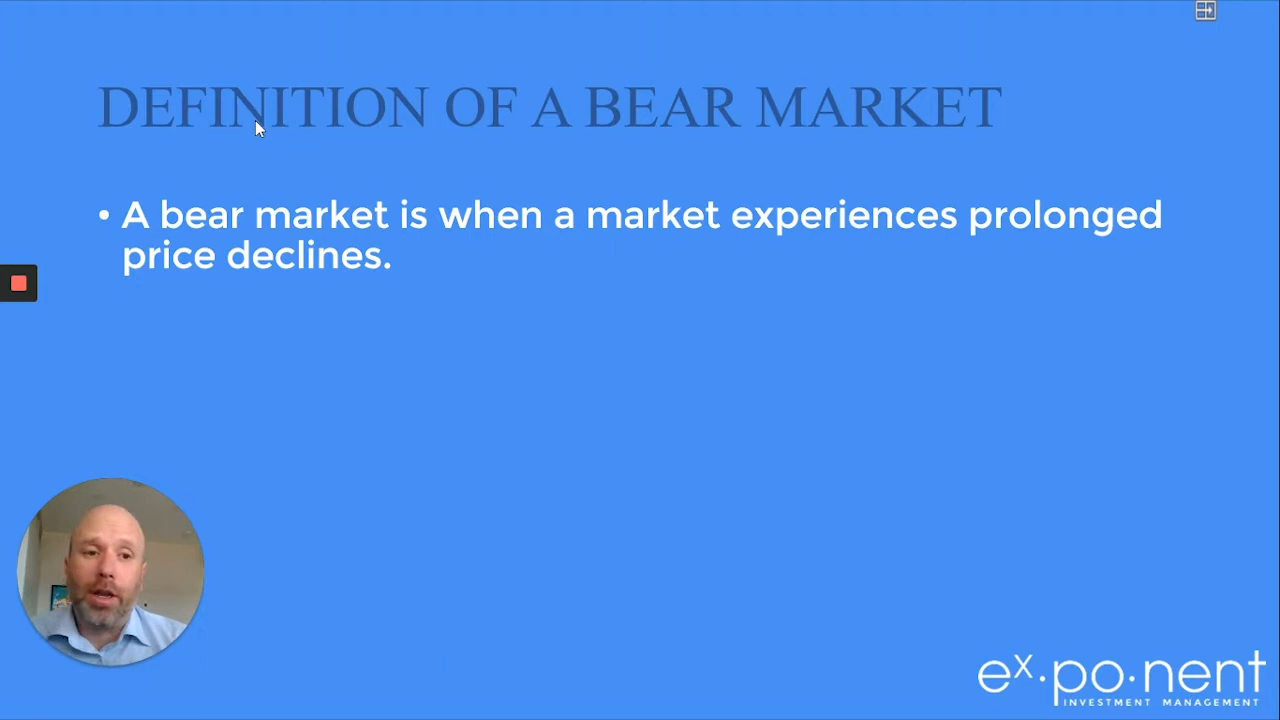 DEFINITION OF A BEAR MARKET
• A bear market is when a market experiences prolonged
price declines.
ex·po·nent
INVESTMENT MANAGEMENT